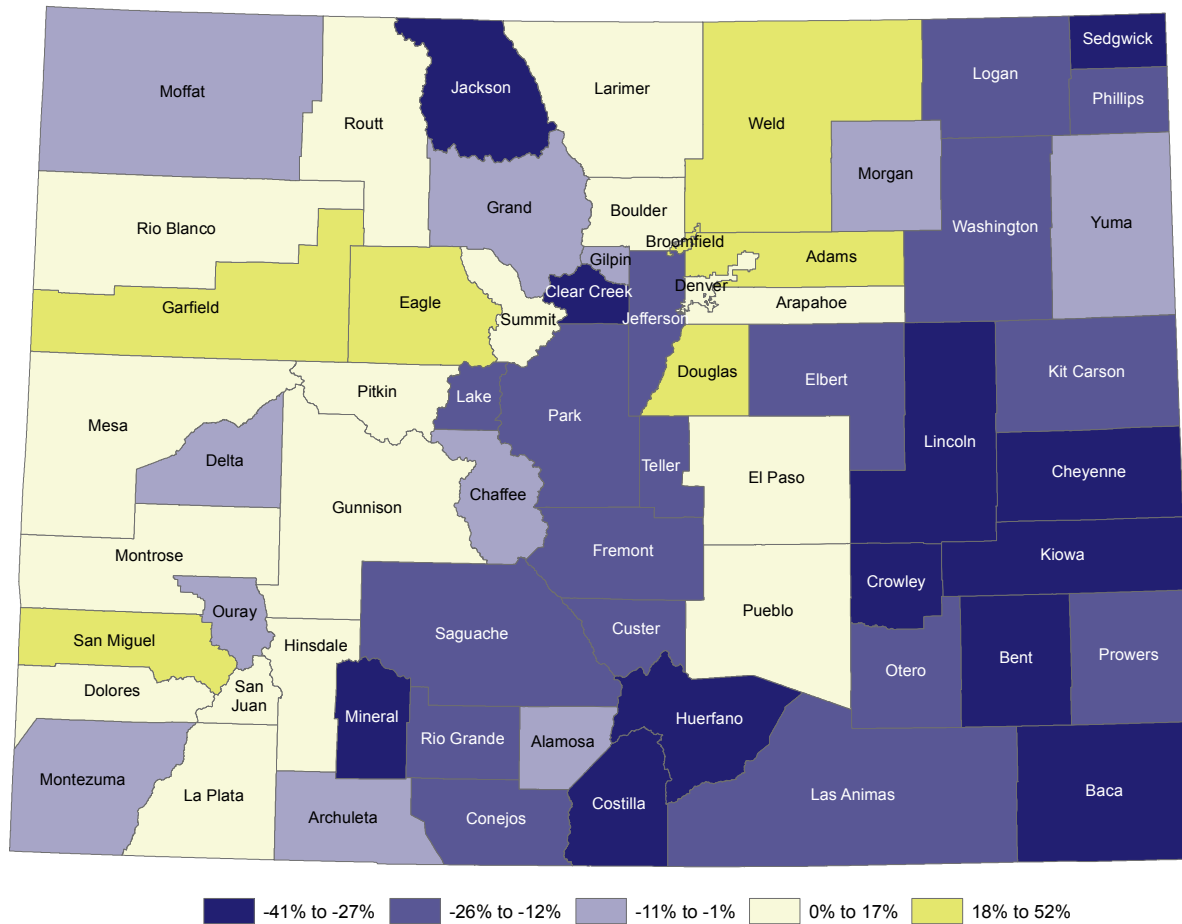 Sedgwick
Logan
Moffat
Jackson
Larimer
Phillips
Routt
Weld
Morgan
Grand
Boulder
Yuma
Washington
Rio Blanco
Broomfield
Gilpin
Adams
Denver
Clear Creek
Eagle
Arapahoe
Garfield
Summit
Jefferson
Douglas
Kit Carson
Elbert
Pitkin
Lake
Park
Mesa
Lincoln
Delta
Teller
Cheyenne
El Paso
Chaffee
Gunnison
Fremont
Montrose
Kiowa
Crowley
Ouray
Pueblo
Custer
Saguache
San Miguel
Hinsdale
Prowers
Bent
Otero
Dolores
San
Juan
Mineral
Huerfano
Rio Grande
Alamosa
Montezuma
La Plata
Las Animas
Baca
Costilla
Archuleta
Conejos
-41% to -27%
-26% to -12%
-11% to -1%
0% to 17%
18% to 52%